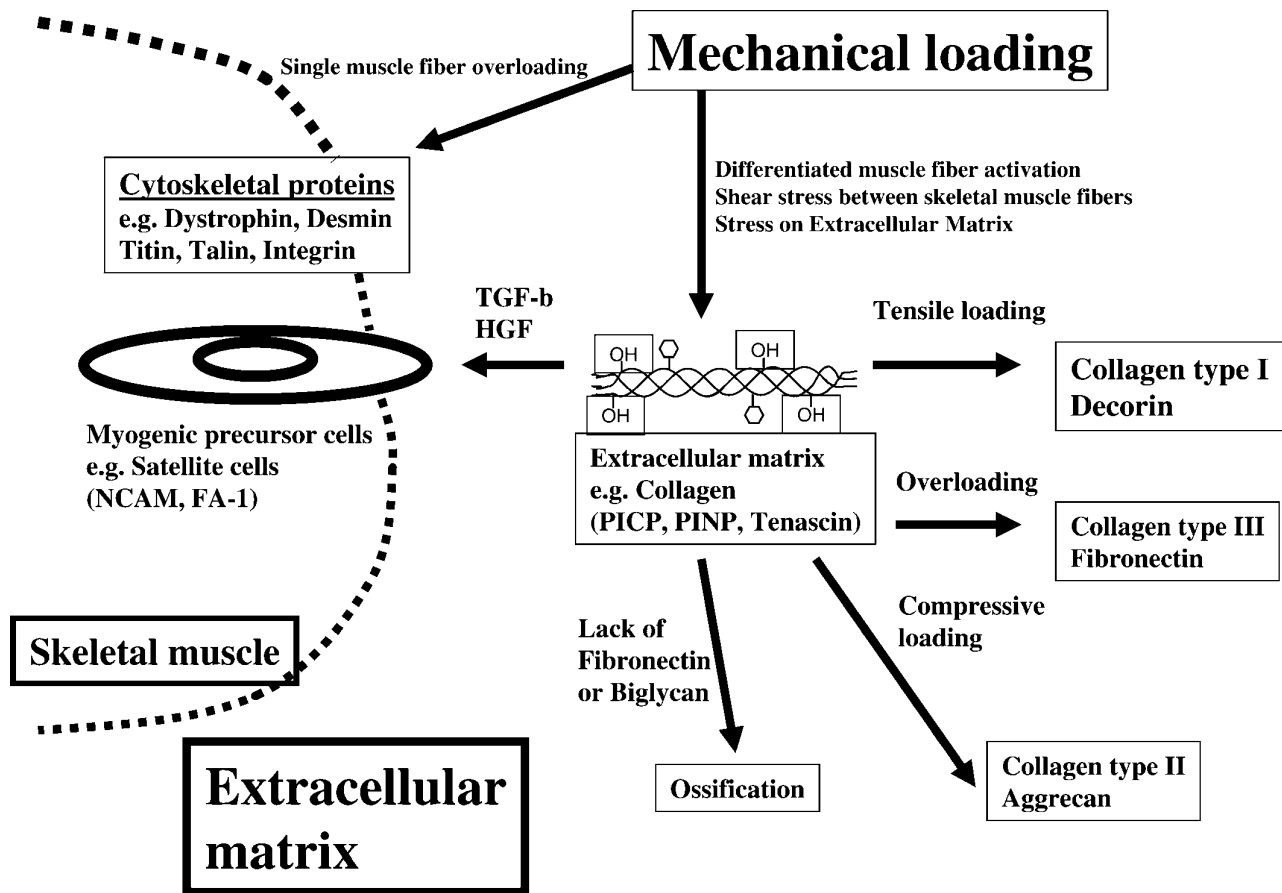 Mechanical loading
Single muscle fiber overloading
Cytoskeletal proteins
e.g. Dystrophin, Desmin
Titin, Talin, Integrin
Differentiated muscle fiber activation
Shear stress between skeletal muscle fibers
Stress on Extracellular Matrix
TGF-b
HGF
OH
OH
OH
OH
Tensile loading
Collagen type I
Decorin
Myogenic precursor cells
e.g. Satellite cells
(NCAM, FA-1)
Extracellular matrix
e.g. Collagen
(PICP, PINP, Tenascin)
Overloading
Collagen type III
Fibronectin
Compressive
loading
Lack of
Fibronectin
or Biglycan
Skeletal muscle
Ossification
Collagen type II
Aggrecan
Extracellular
matrix